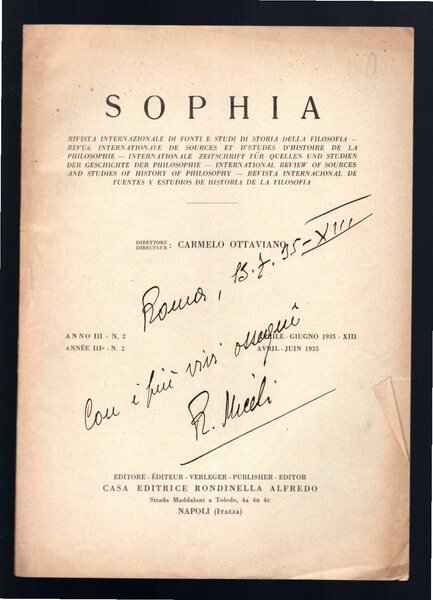 SOPHIA
RIVISTA INTERNAZIONALE DI FONTI E STUDI DI STORIA DELLA FILOSOFIA —
REVUE INTERNATIONALE DE SOURCES ET D'ETUDES D'HISTOIRE DE LA
PHILOSOPHIE — INTERNATIONALE ZEITSCHRIFT FÜR QUELLEN UND STUDIEN
DER GESCHICHTE DER PHILOSOPHIE — INTERNATIONAL REVIEW OF SOURCES
AND STUDIES OF HISTORY OF PHILOSOPHY — REVISTA INTERNACIONAL DE
FUENTES Y ESTUDIOS DE HISTORIA DE LA FILOSOFIA
DIRETTORE
DIRECTEUR : CARMELO OTTAVIANO
Roma, 13.7.35-XIII
ANNO III - N. 2 APRILE - GIUGNO 1935 - XIII
ANNÉE IIIe - N. 2 AVRIL - JUIN 1935
Con i più vivi ossequi
R. Miceli
EDITORE - ÉDITEUR - VERLEGER - PUBLISHER - EDITOR
CASA EDITRICE RONDINELLA ALFREDO
Strada Maddaloni a Toledo, 4a 4b 4c
NAPOLI (ITALIA)